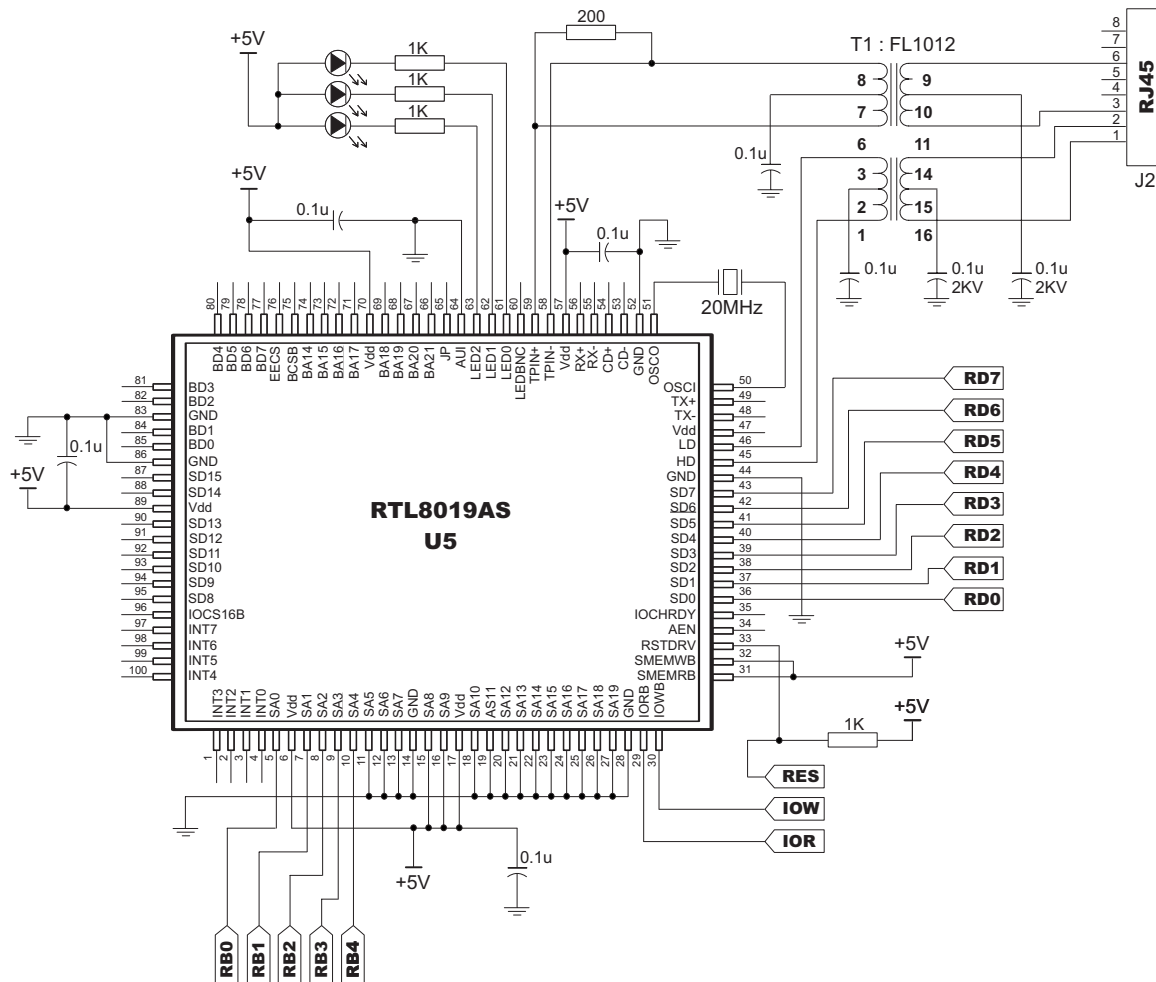 200
8
7
6
5
4
3
2
1
RJ45
J2
T1 : FL1012
8 9
7 10
6 11
3 14
2 15
1 16
+5V
1K
1K
1K
0.1u
+5V
0.1u
+5V
0.1u
0.1u
0.1u
2KV
0.1u
2KV
20MHz
80 79 78 77 76 75 74 73 72 71 70 69 68 67 66 65 64 63 62 61 60 59 58 57 56 55 54 53 52 51
BD4 BD5 BD6 BD7 EECS BCSB BA14 BA15 BA16 BA17 Vdd BA18 BA19 BA20 BA21 JP AUI LED2 LED1 LED0 LEDBNC TPIN+ TPIN- Vdd RX+ RX- CD+ CD- GND OSCO
81 BD3
82 BD2
83 GND
84 BD1
85 BD0
86 GND
87 SD15
88 SD14
89 Vdd
90 SD13
91 SD12
92 SD11
93 SD10
94 SD9
95 SD8
96 IOCS16B
97 INT7
98 INT6
99 INT5
100 INT4
0.1u
+5V
RTL8019AS
U5
OSCI 50
TX+ 49
TX- 48
Vdd 47
LD 46
HD 45
GND 44
SD7 43
SD6 42
SD5 41
SD4 40
SD3 39
SD2 38
SD1 37
SD0 36
IOCHRDY 35
AEN 34
RSTDRV 33
SMEMWB 32
SMEMRB 31
RD7
RD6
RD5
RD4
RD3
RD2
RD1
RD0
+5V
+5V
1K
RES
IOW
IOR
INT3 INT2 INT1 INT0 SA0 Vdd SA1 SA2 SA3 SA4 SA5 SA6 SA7 GND SA8 SA9 Vdd SA10 AS11 SA12 SA13 SA14 SA15 SA16 SA17 SA18 SA19 GND IORB IOWB
1 2 3 4 5 6 7 8 9 10 11 12 13 14 15 16 17 18 19 20 21 22 23 24 25 26 27 28 29 30
+5V
0.1u
RB0 RB1 RB2 RB3 RB4